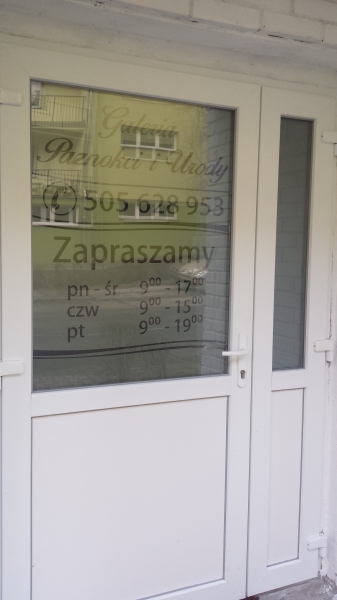 Galeria
Paznokci i Urody
505 628 953
Zapraszamy
pn - śr 9⁰⁰ - 17⁰⁰
czw 9⁰⁰ - 15⁰⁰
pt 9⁰⁰ - 19⁰⁰